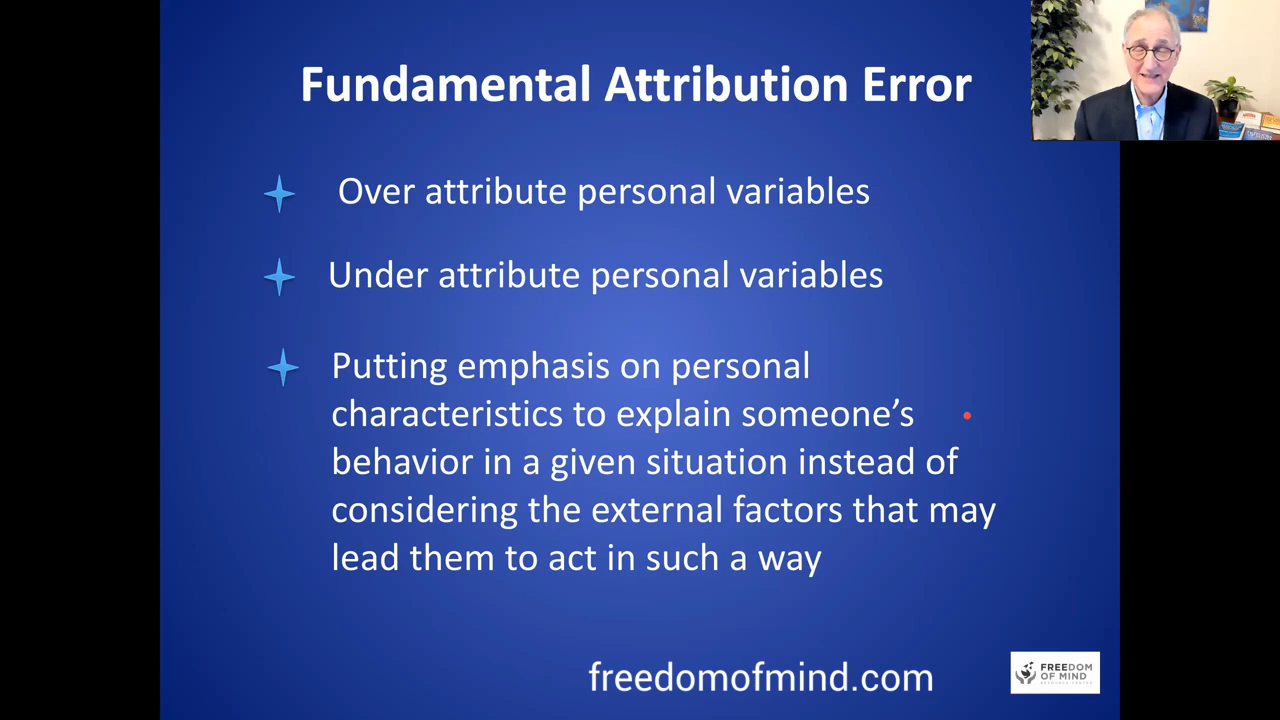 Fundamental Attribution Error
Over attribute personal variables
Under attribute personal variables
Putting emphasis on personal
characteristics to explain someone’s
behavior in a given situation instead of
considering the external factors that may
lead them to act in such a way
freedomofmind.com
FREEDOM
OF MIND